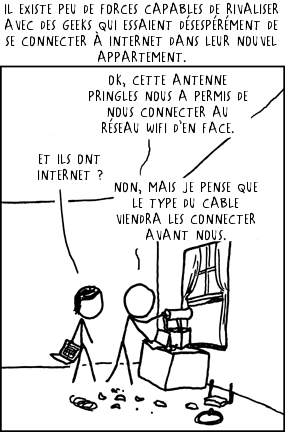 IL EXISTE PEU DE FORCES CAPABLES DE RIVALISER
AVEC DES GEEKS QUI ESSAIENT DÉSESPÉRÉMENT DE
SE CONNECTER À INTERNET DANS LEUR NOUVEL
APPARTEMENT.
OK, CETTE ANTENNE
PRINGLES NOUS A PERMIS DE
NOUS CONNECTER AU
RÉSEAU WIFI D'EN FACE.
ET ILS ONT
INTERNET ?
NON, MAIS JE PENSE QUE
LE TYPE DU CABLE
VIENDRA LES CONNECTER
AVANT NOUS.